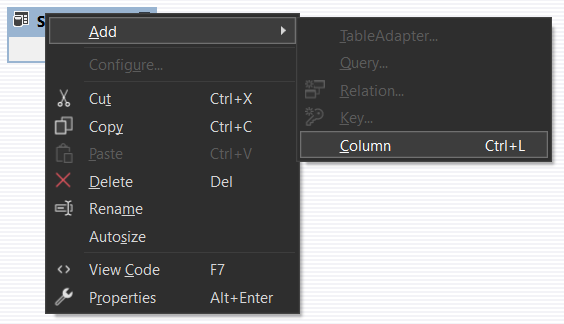 Add
Configure...
Cut Ctrl+X
Copy Ctrl+C
Paste Ctrl+V
Delete Del
Rename
Autosize
View Code F7
Properties Alt+Enter
TableAdapter...
Query...
Relation...
Key...
Column Ctrl+L